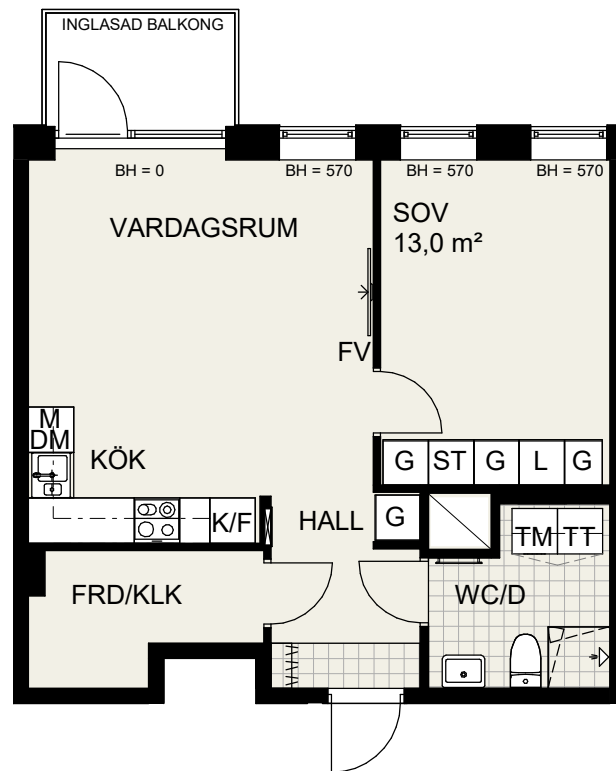 INGLASAD BALKONG
BH = 0
BH = 570
BH = 570
BH = 570
VARDAGSRUM
SOV
13,0 m²
FV
M
DM
KÖK
G
ST
G
L
G
K/F
HALL
G
TM
TT
FRD/KLK
WC/D